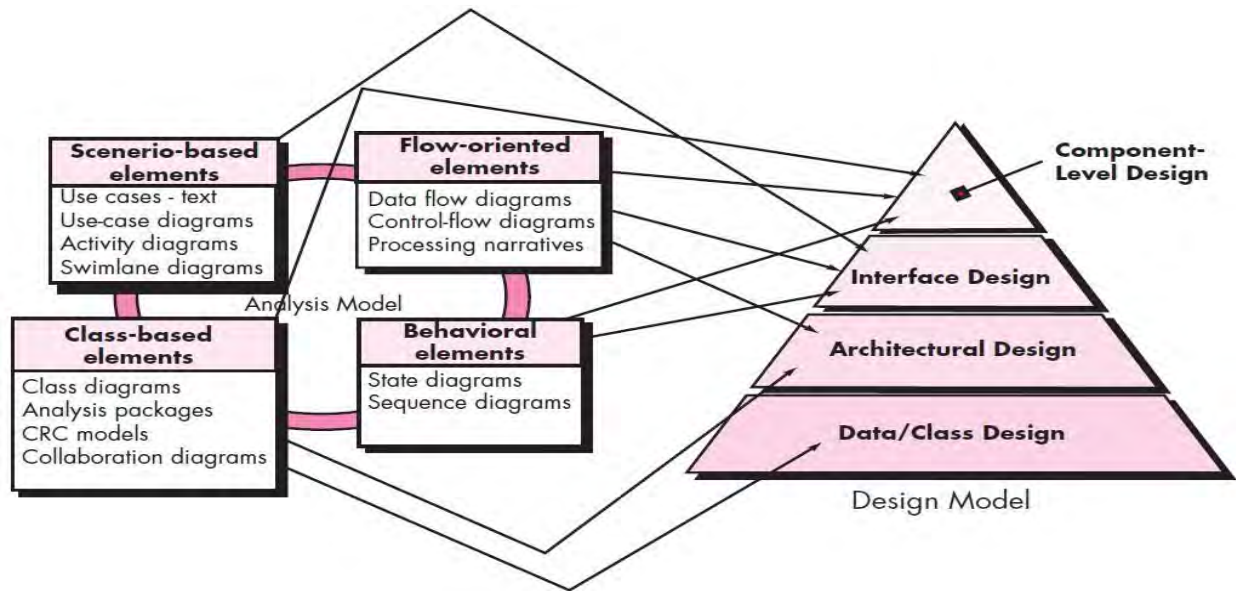 Scenerio-based
elements
Use cases - text
Use-case diagrams
Activity diagrams
Swimlane diagrams
Flow-oriented
elements
Data flow diagrams
Control-flow diagrams
Processing narratives
Analysis Model
Class-based
elements
Class diagrams
Analysis packages
CRC models
Collaboration diagrams
Behavioral
elements
State diagrams
Sequence diagrams
Component-
Level Design
Interface Design
Architectural Design
Data/Class Design
Design Model